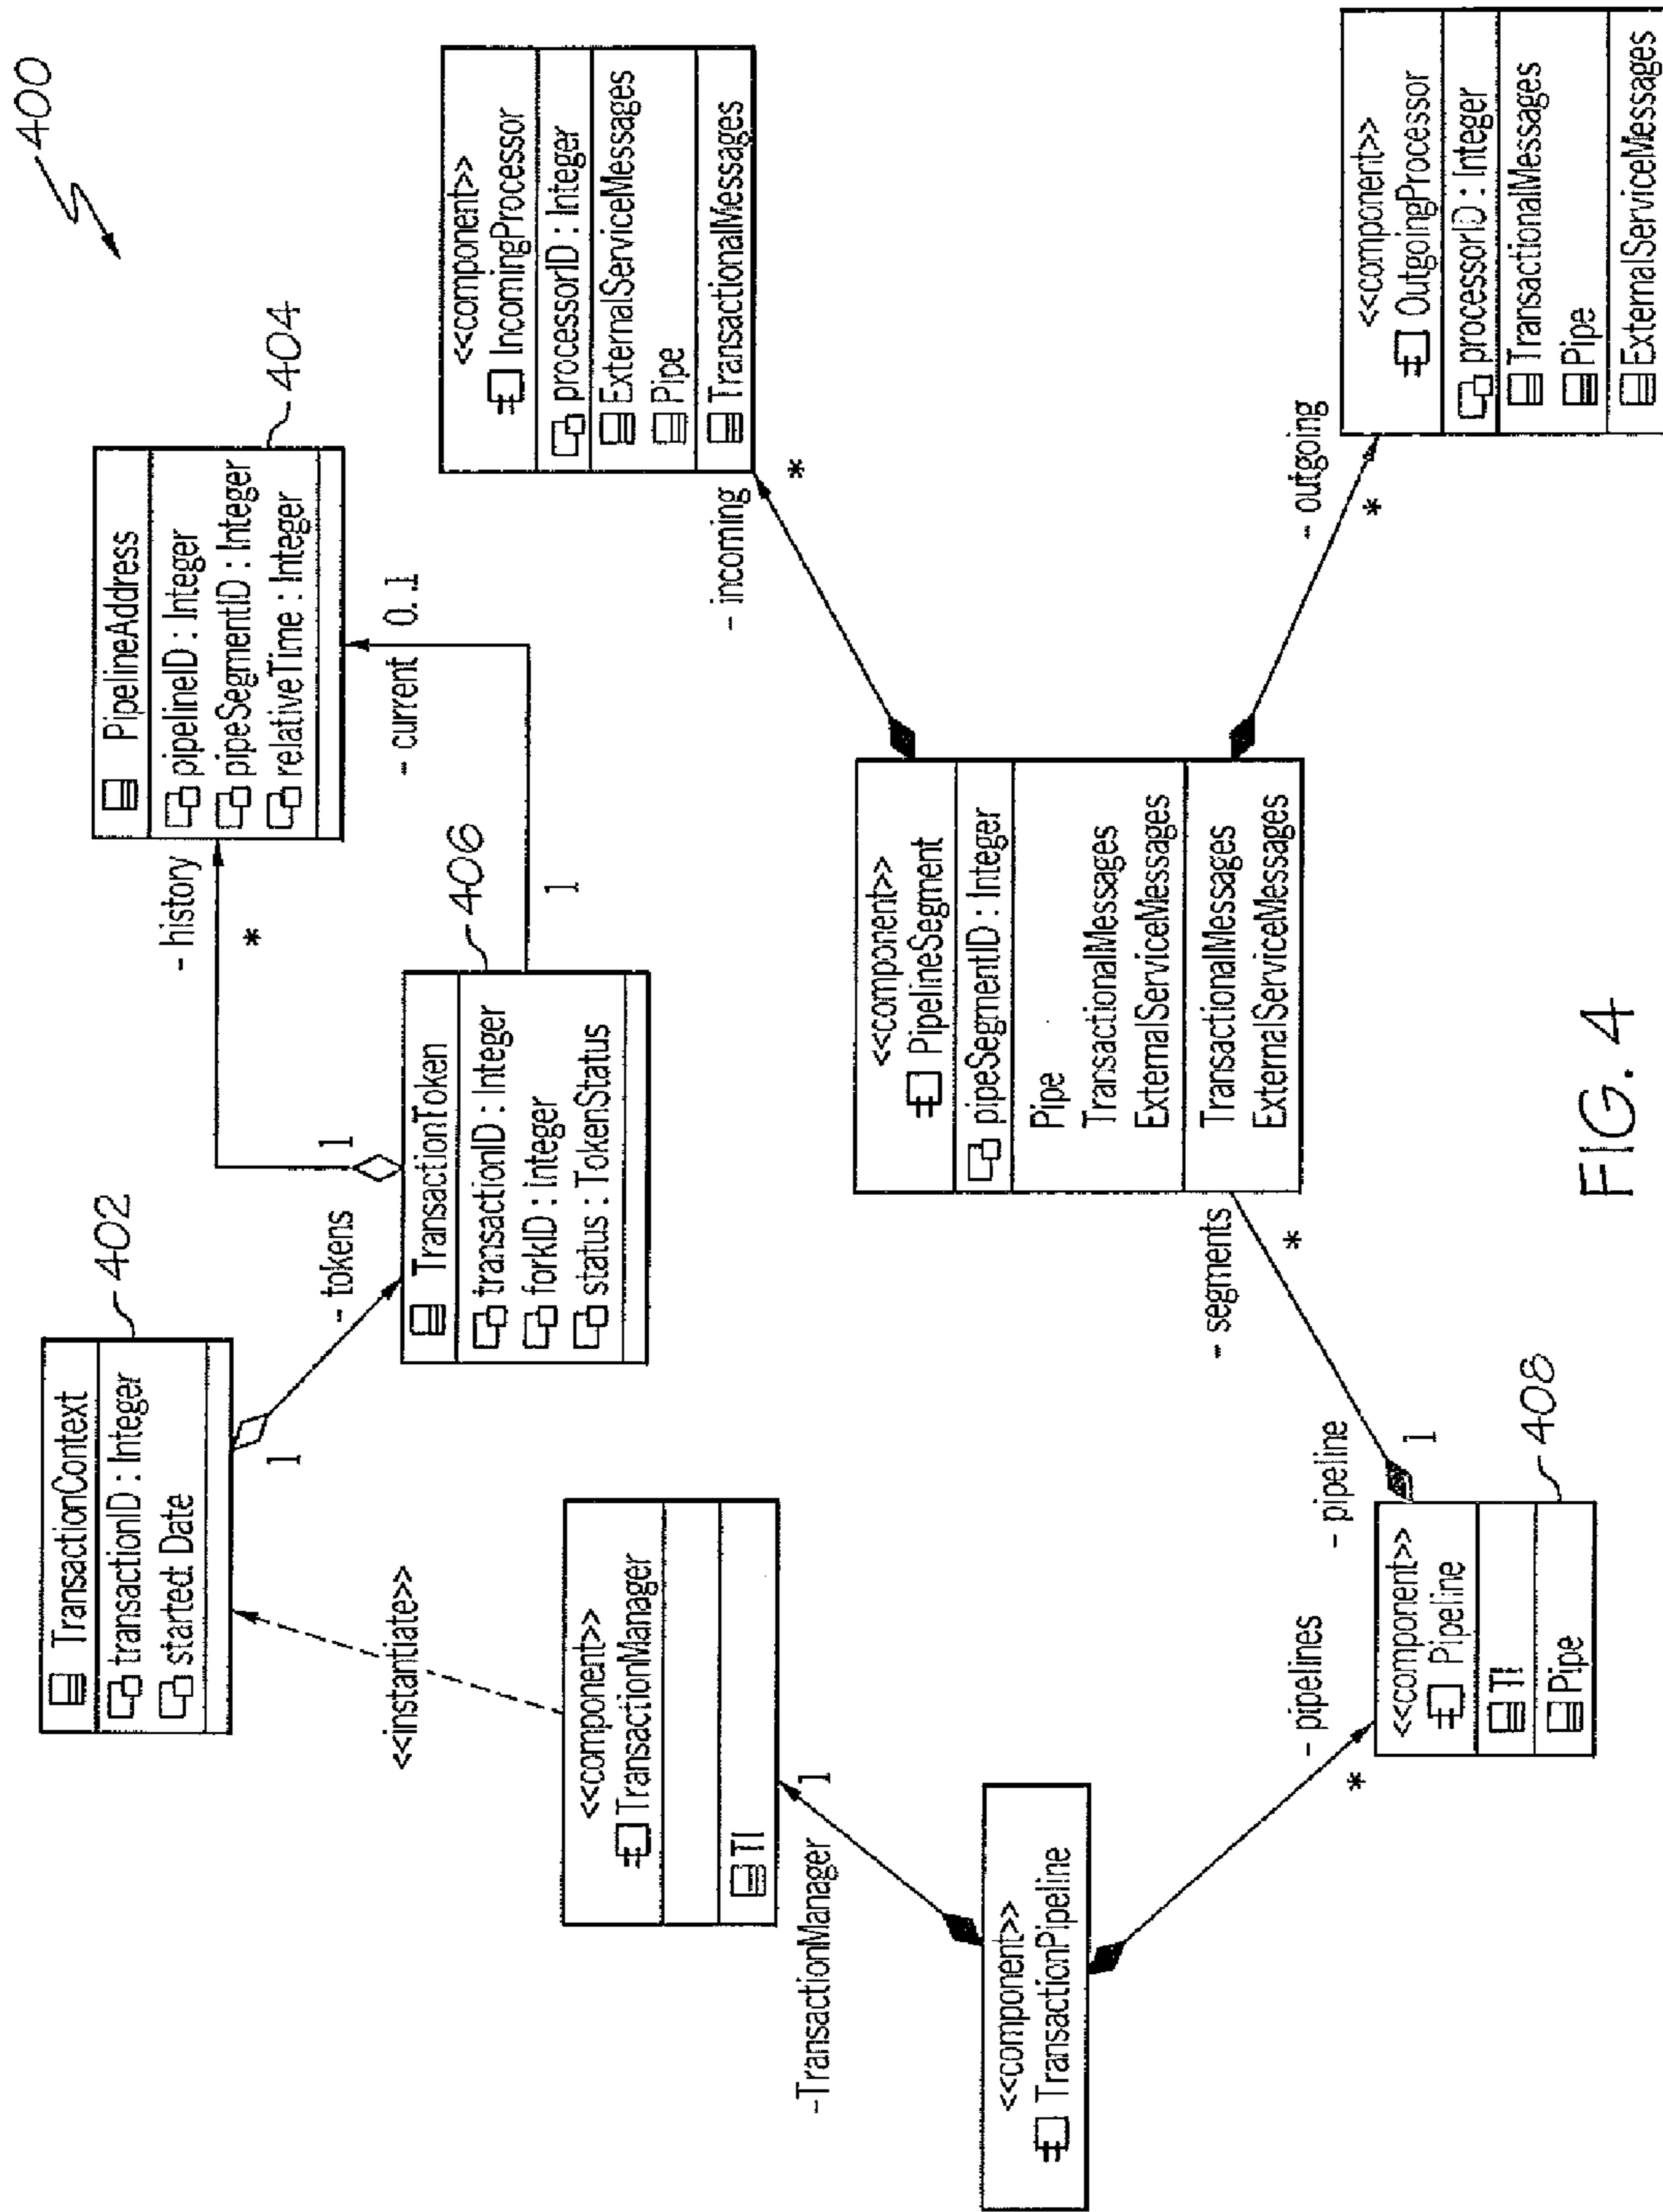 400
TransactionContext
transactionID : Integer
started: Date
402
1
- tokens
<<instantiate>>
TransactionToken
transactionID : Integer
forkID : Integer
status : TokenStatus
406
1
- history
*
1
- current
0..1
PipelineAddress
pipelineID : Integer
pipeSegmentID : Integer
relativeTime : Integer
404
<<component>>
TransactionManager
TI
-TransactionManager
1
<<component>>
TransactionPipeline
- pipelines
*
<<component>>
Pipeline
TI
Pipe
408
- pipeline
1
- segments
*
<<component>>
PipelineSegment
pipeSegmentID : Integer
Pipe
TransactionalMessages
ExternalServiceMessages
TransactionalMessages
ExternalServiceMessages
- incoming
*
<<component>>
IncomingProcessor
processorID : Integer
ExternalServiceMessages
Pipe
TransactionalMessages
- outgoing
*
<<component>>
OutgoingProcessor
processorID : Integer
TransactionalMessages
Pipe
ExternalServiceMessages
FIG. 4